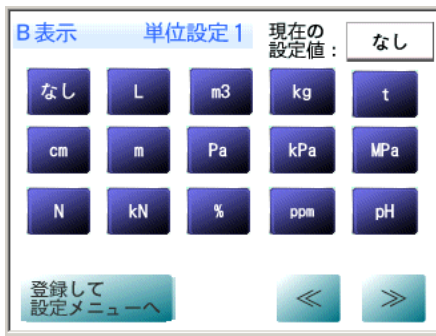 B表示 単位設定1 現在の
設定値： なし
なし L m3 kg t
cm m Pa kPa MPa
N kN % ppm pH
登録して
設定メニューへ ≪ ≫